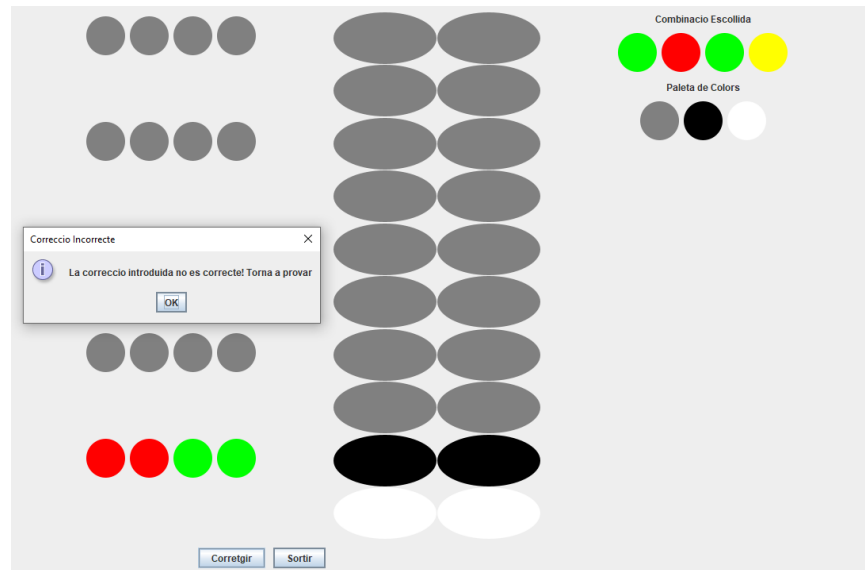 Combinacio Escollida
Paleta de Colors
Correccio Incorrecte
La correccio introduida no es correcte! Torna a provar
OK
Corretgir
Sortir